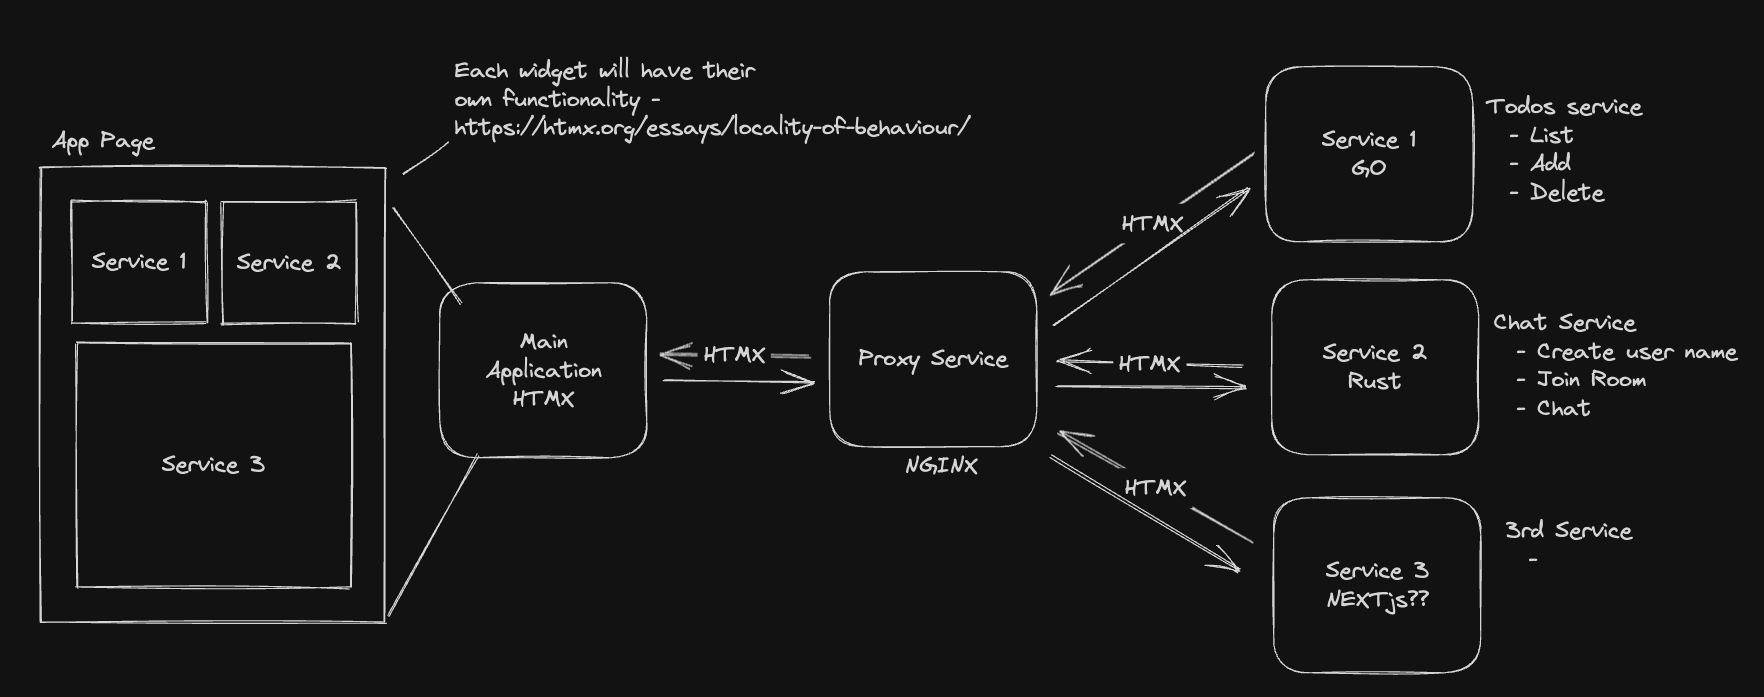 Each widget will have their
own functionality -
https://htmx.org/essays/locality-of-behaviour/
App Page
Service 1
Service 2
Service 3
Main
Application
HTMX
HTMX
Proxy Service
NGINX
HTMX
HTMX
HTMX
Service 1
GO
Todos service
- List
- Add
- Delete
Service 2
Rust
Chat Service
- Create user name
- Join Room
- Chat
Service 3
NEXTjs??
3rd Service
-